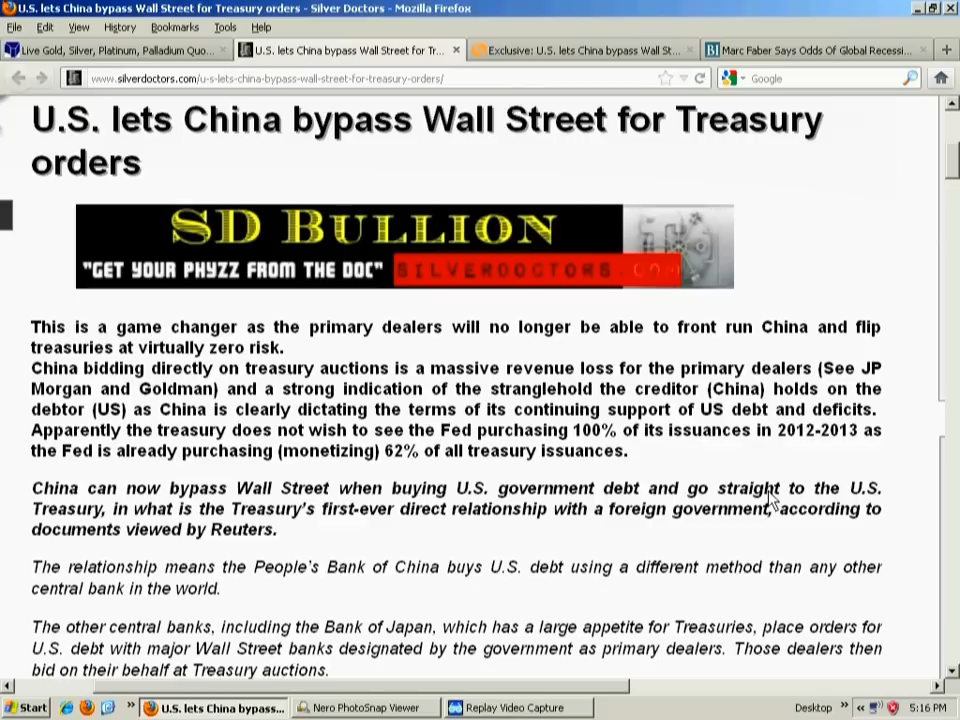 U.S. lets China bypass Wall Street for Treasury orders - Silver Doctors - Mozilla Firefox
File Edit View History Bookmarks Tools Help
Live Gold, Silver, Platinum, Palladium Quo...
U.S. lets China bypass Wall Street for Tr...
Exclusive: U.S. lets China bypass Wall St...
Marc Faber Says Odds Of Global Recessi...
www.silverdoctors.com/u-s-lets-china-bypass-wall-street-for-treasury-orders/
Google
U.S. lets China bypass Wall Street for Treasury
orders
SD BULLION
"GET YOUR PHYZZ FROM THE DOC" SILVERDOCTORS.CO
This is a game changer as the primary dealers will no longer be able to front run China and flip
treasuries at virtually zero risk.
China bidding directly on treasury auctions is a massive revenue loss for the primary dealers (See JP
Morgan and Goldman) and a strong indication of the stranglehold the creditor (China) holds on the
debtor (US) as China is clearly dictating the terms of its continuing support of US debt and deficits.
Apparently the treasury does not wish to see the Fed purchasing 100% of its issuances in 2012-2013 as
the Fed is already purchasing (monetizing) 62% of all treasury issuances.
China can now bypass Wall Street when buying U.S. government debt and go straight to the U.S.
Treasury, in what is the Treasury's first-ever direct relationship with a foreign government, according to
documents viewed by Reuters.
The relationship means the People's Bank of China buys U.S. debt using a different method than any other
central bank in the world.
The other central banks, including the Bank of Japan, which has a large appetite for Treasuries, place orders for
U.S. debt with major Wall Street banks designated by the government as primary dealers. Those dealers then
bid on their behalf at Treasury auctions.
Start
U.S. lets China bypass...
Nero PhotoSnap Viewer
Replay Video Capture
Desktop
5:16 PM